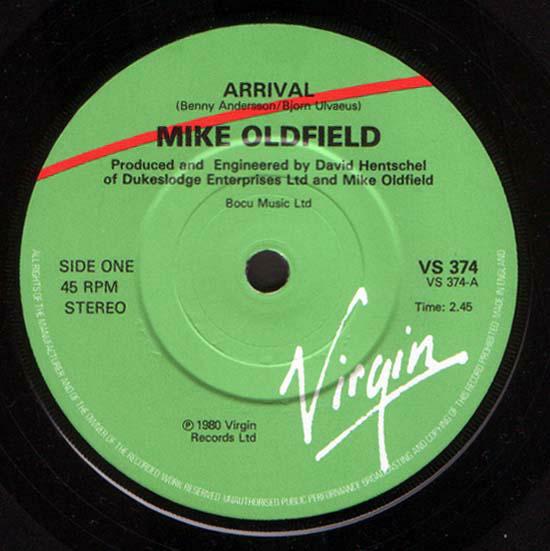 ARRIVAL
(Benny Andersson/Bjorn Ulvaeus)
MIKE OLDFIELD
Produced and Engineered by David Hentschel
of Dukeslodge Enterprises Ltd and Mike Oldfield
Bocu Music Ltd
SIDE ONE
45 RPM
STEREO
VS 374
VS 374-A
Time: 2.45
Virgin
℗ 1980 Virgin
Records Ltd
ALL RIGHTS OF THE MANUFACTURER AND OF THE OWNER OF THE RECORDED WORK RESERVED UNAUTHORISED PUBLIC PERFORMANCE BROADCASTING AND COPYING OF THIS RECORD PROHIBITED MADE IN ENGLAND